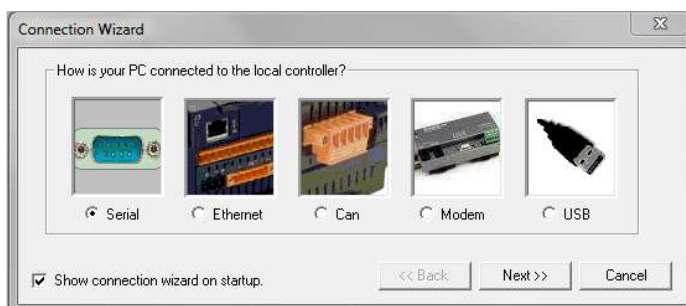 Connection Wizard
How is your PC connected to the local controller?
Serial
Ethernet
Can
Modem
USB
Show connection wizard on startup.
<< Back
Next >>
Cancel